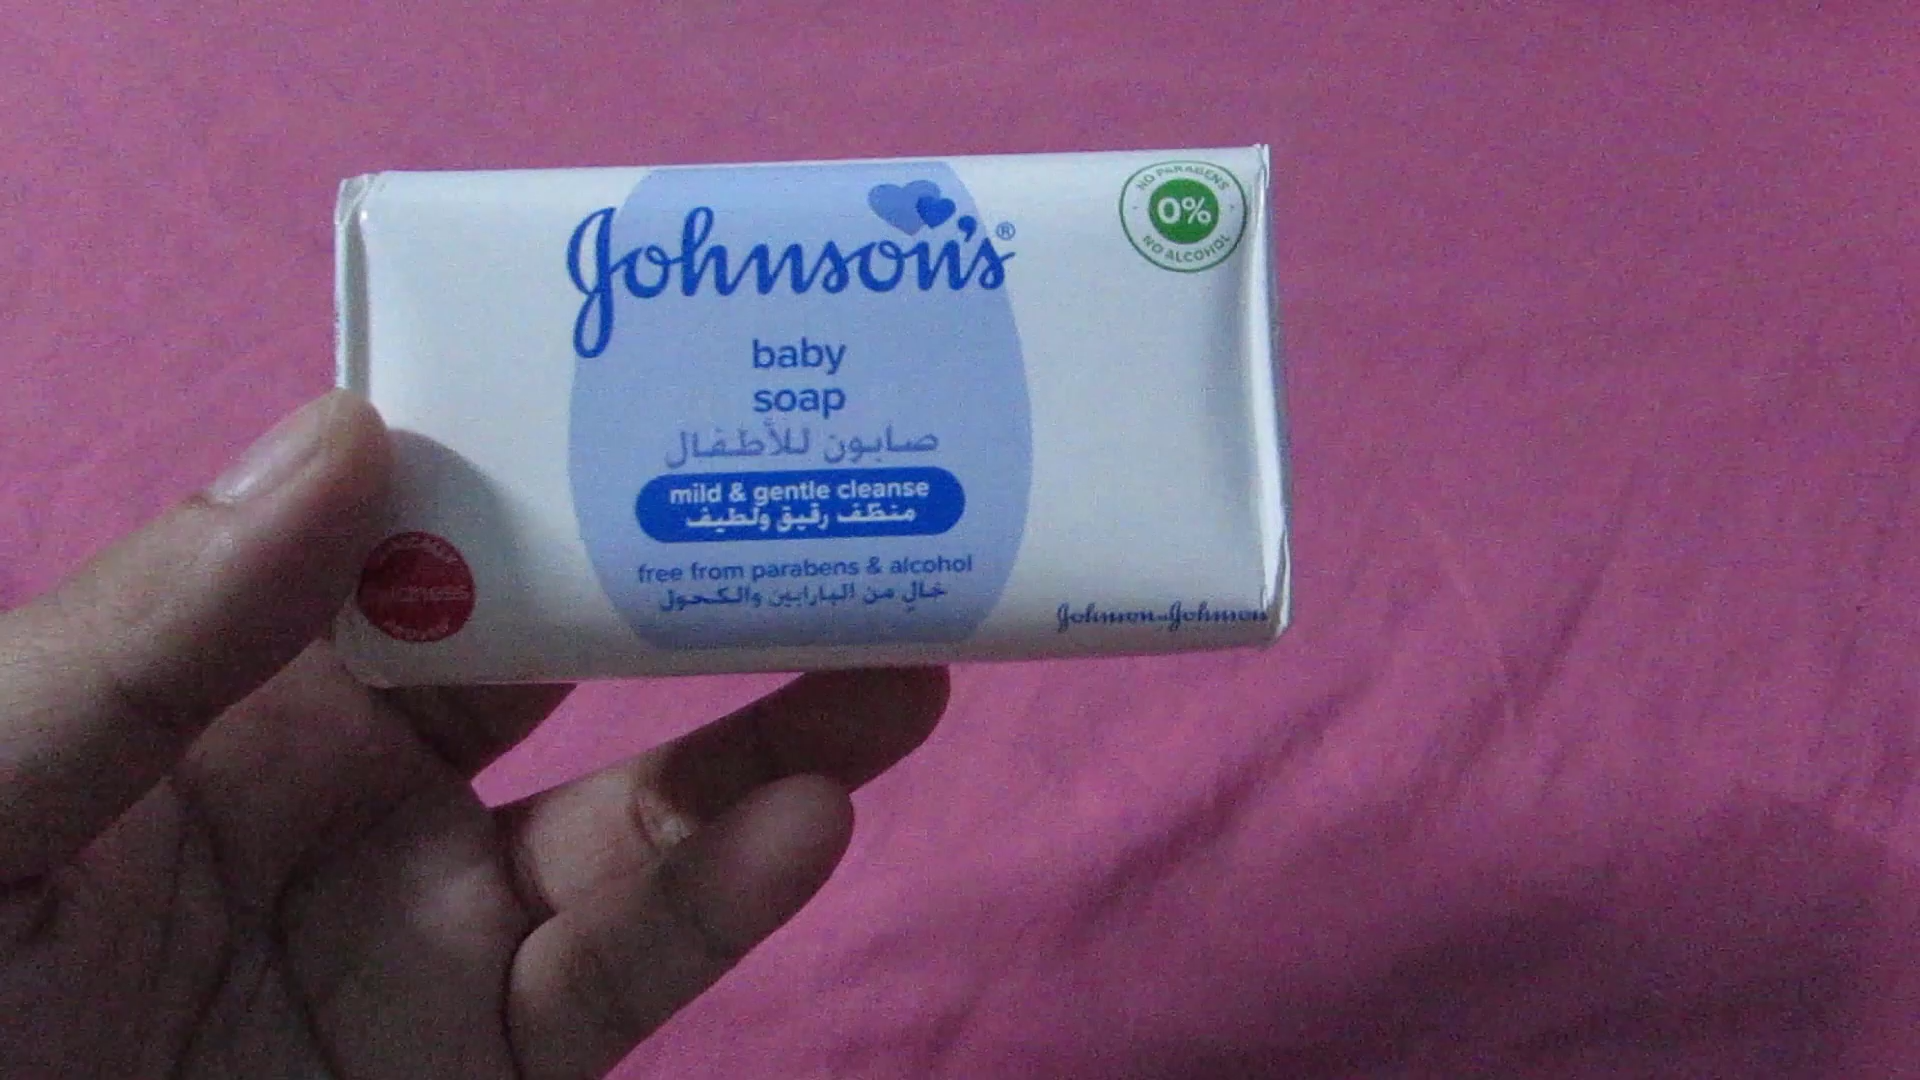 Johnson's®
NO PARABENS
0%
NO ALCOHOL
baby
soap
صابون للأطفال
mild & gentle cleanse
منظف رقيق ولطيف
free from parabens & alcohol
خالٍ من البارابين والكحول
Johnson & Johnson